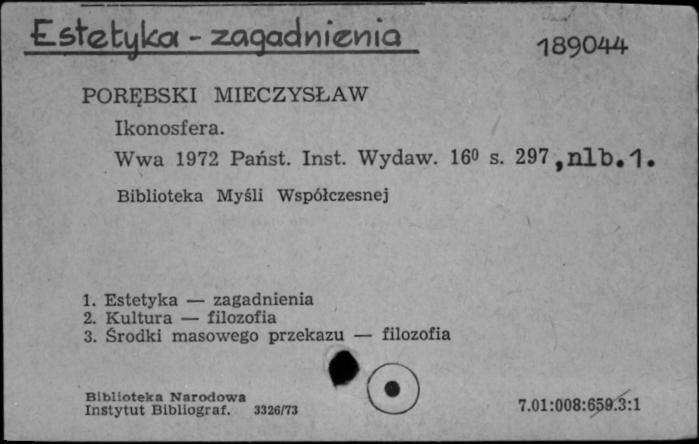 Estetyka - zagadnienia
189044
PORĘBSKI MIECZYSŁAW
Ikonosfera.
Wwa 1972 Państ. Inst. Wydaw. 16⁰ s. 297, nlb. 1.
Biblioteka Myśli Współczesnej
1. Estetyka — zagadnienia
2. Kultura — filozofia
3. Środki masowego przekazu — filozofia
Biblioteka Narodowa
Instytut Bibliograf. 3326/73
7.01:008:659.3:1